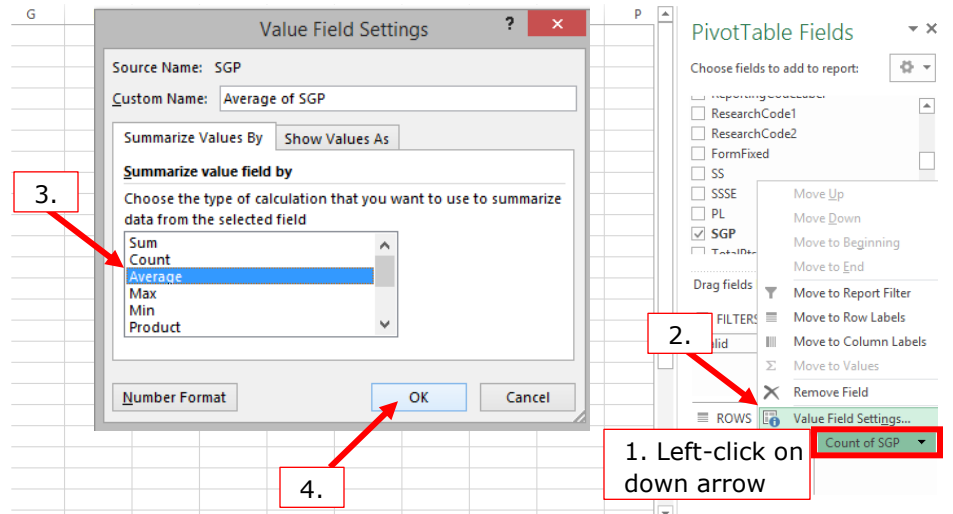 G
P
Value Field Settings
?
Source Name: SGP
Custom Name: Average of SGP
Summarize Values By
Show Values As
Summarize value field by
Choose the type of calculation that you want to use to summarize
data from the selected field
Sum
Count
Average
Max
Min
Product
Number Format
OK
Cancel
3.
4.
PivotTable Fields
Choose fields to add to report:
ResearchCode1
ResearchCode2
FormFixed
SS
SSSE
PL
SGP
Drag fields
FILTERS
lid
ROWS
Move Up
Move Down
Move to Beginning
Move to End
Move to Report Filter
Move to Row Labels
Move to Column Labels
Σ Move to Values
Remove Field
Value Field Settings...
Count of SGP
2.
1. Left-click on
down arrow